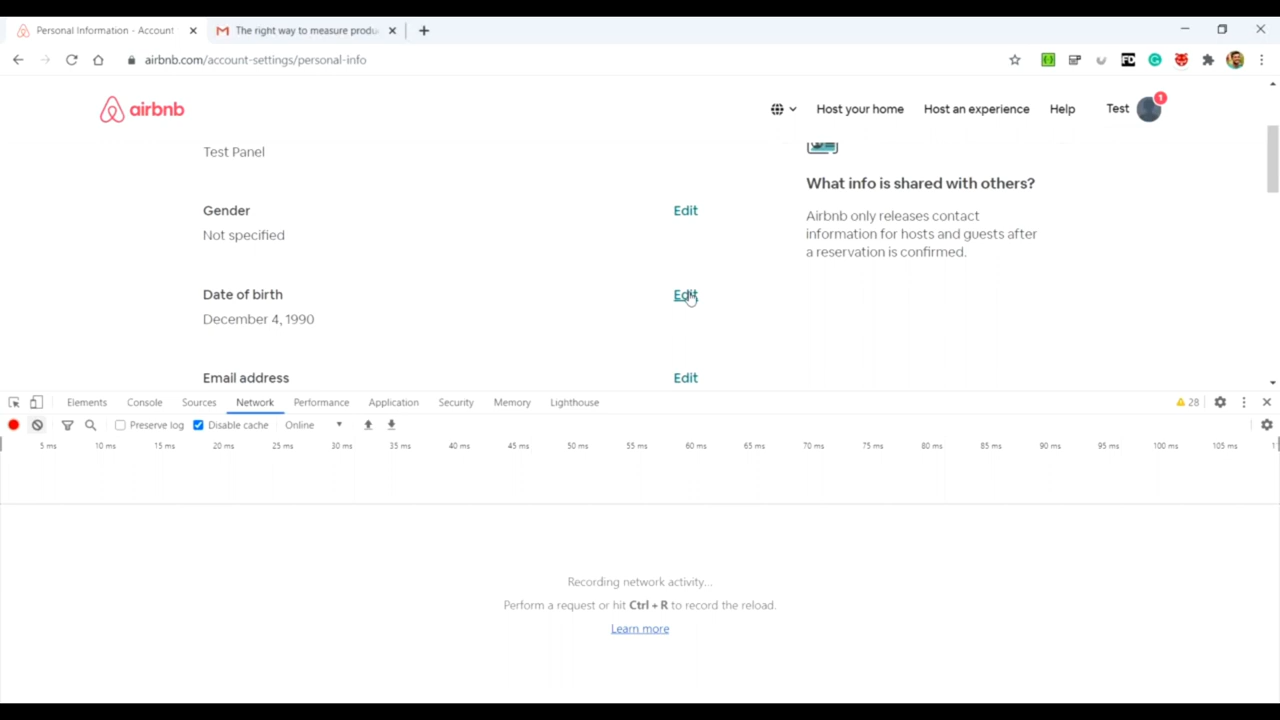 Personal Information - Account
The right way to measure produ
airbnb.com/account-settings/personal-info
FD
airbnb
Host your home
Host an experience
Help
Test
1
Test Panel
What info is shared with others?
Gender
Edit
Not specified
Airbnb only releases contact
information for hosts and guests after
a reservation is confirmed.
Date of birth
Edit
December 4, 1990
Email address
Edit
Elements
Console
Sources
Network
Performance
Application
Security
Memory
Lighthouse
28
Preserve log
Disable cache
Online
5 ms
10 ms
15 ms
20 ms
25 ms
30 ms
35 ms
40 ms
45 ms
50 ms
55 ms
60 ms
65 ms
70 ms
75 ms
80 ms
85 ms
90 ms
95 ms
100 ms
105 ms
Recording network activity...
Perform a request or hit Ctrl + R to record the reload.
Learn more